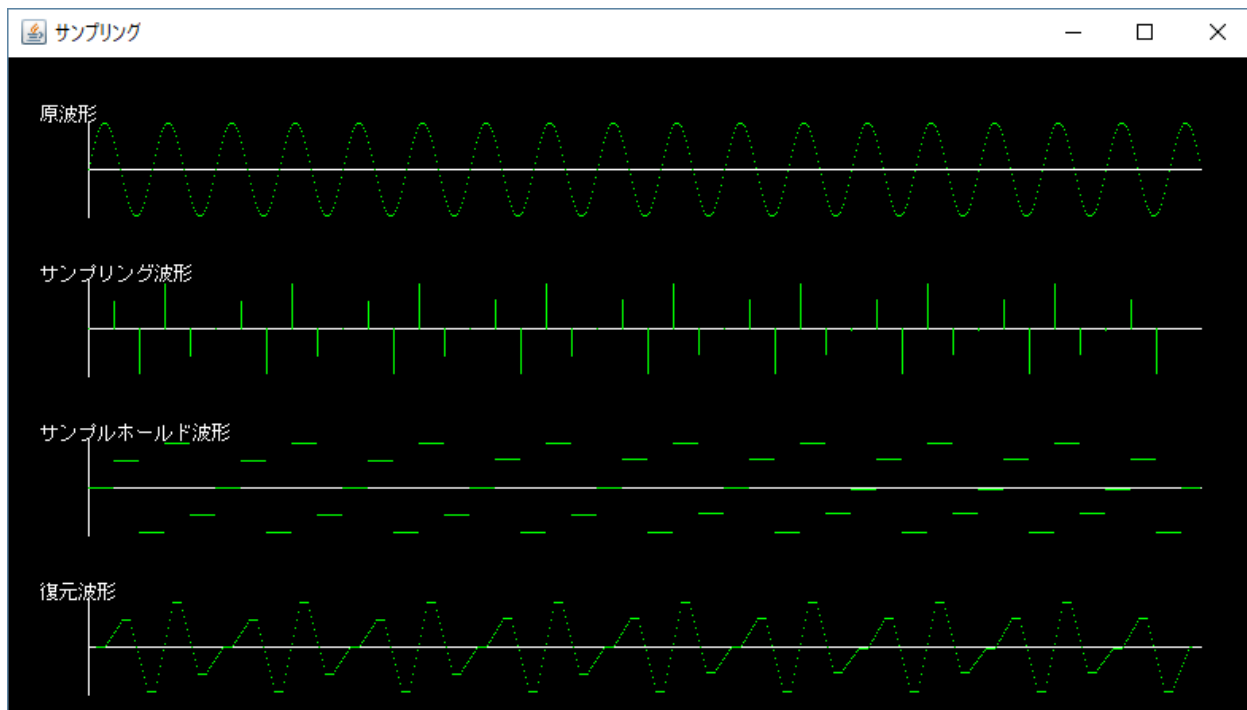 サンプリング
原波形
サンプリング波形
サンプルホールド波形
復元波形